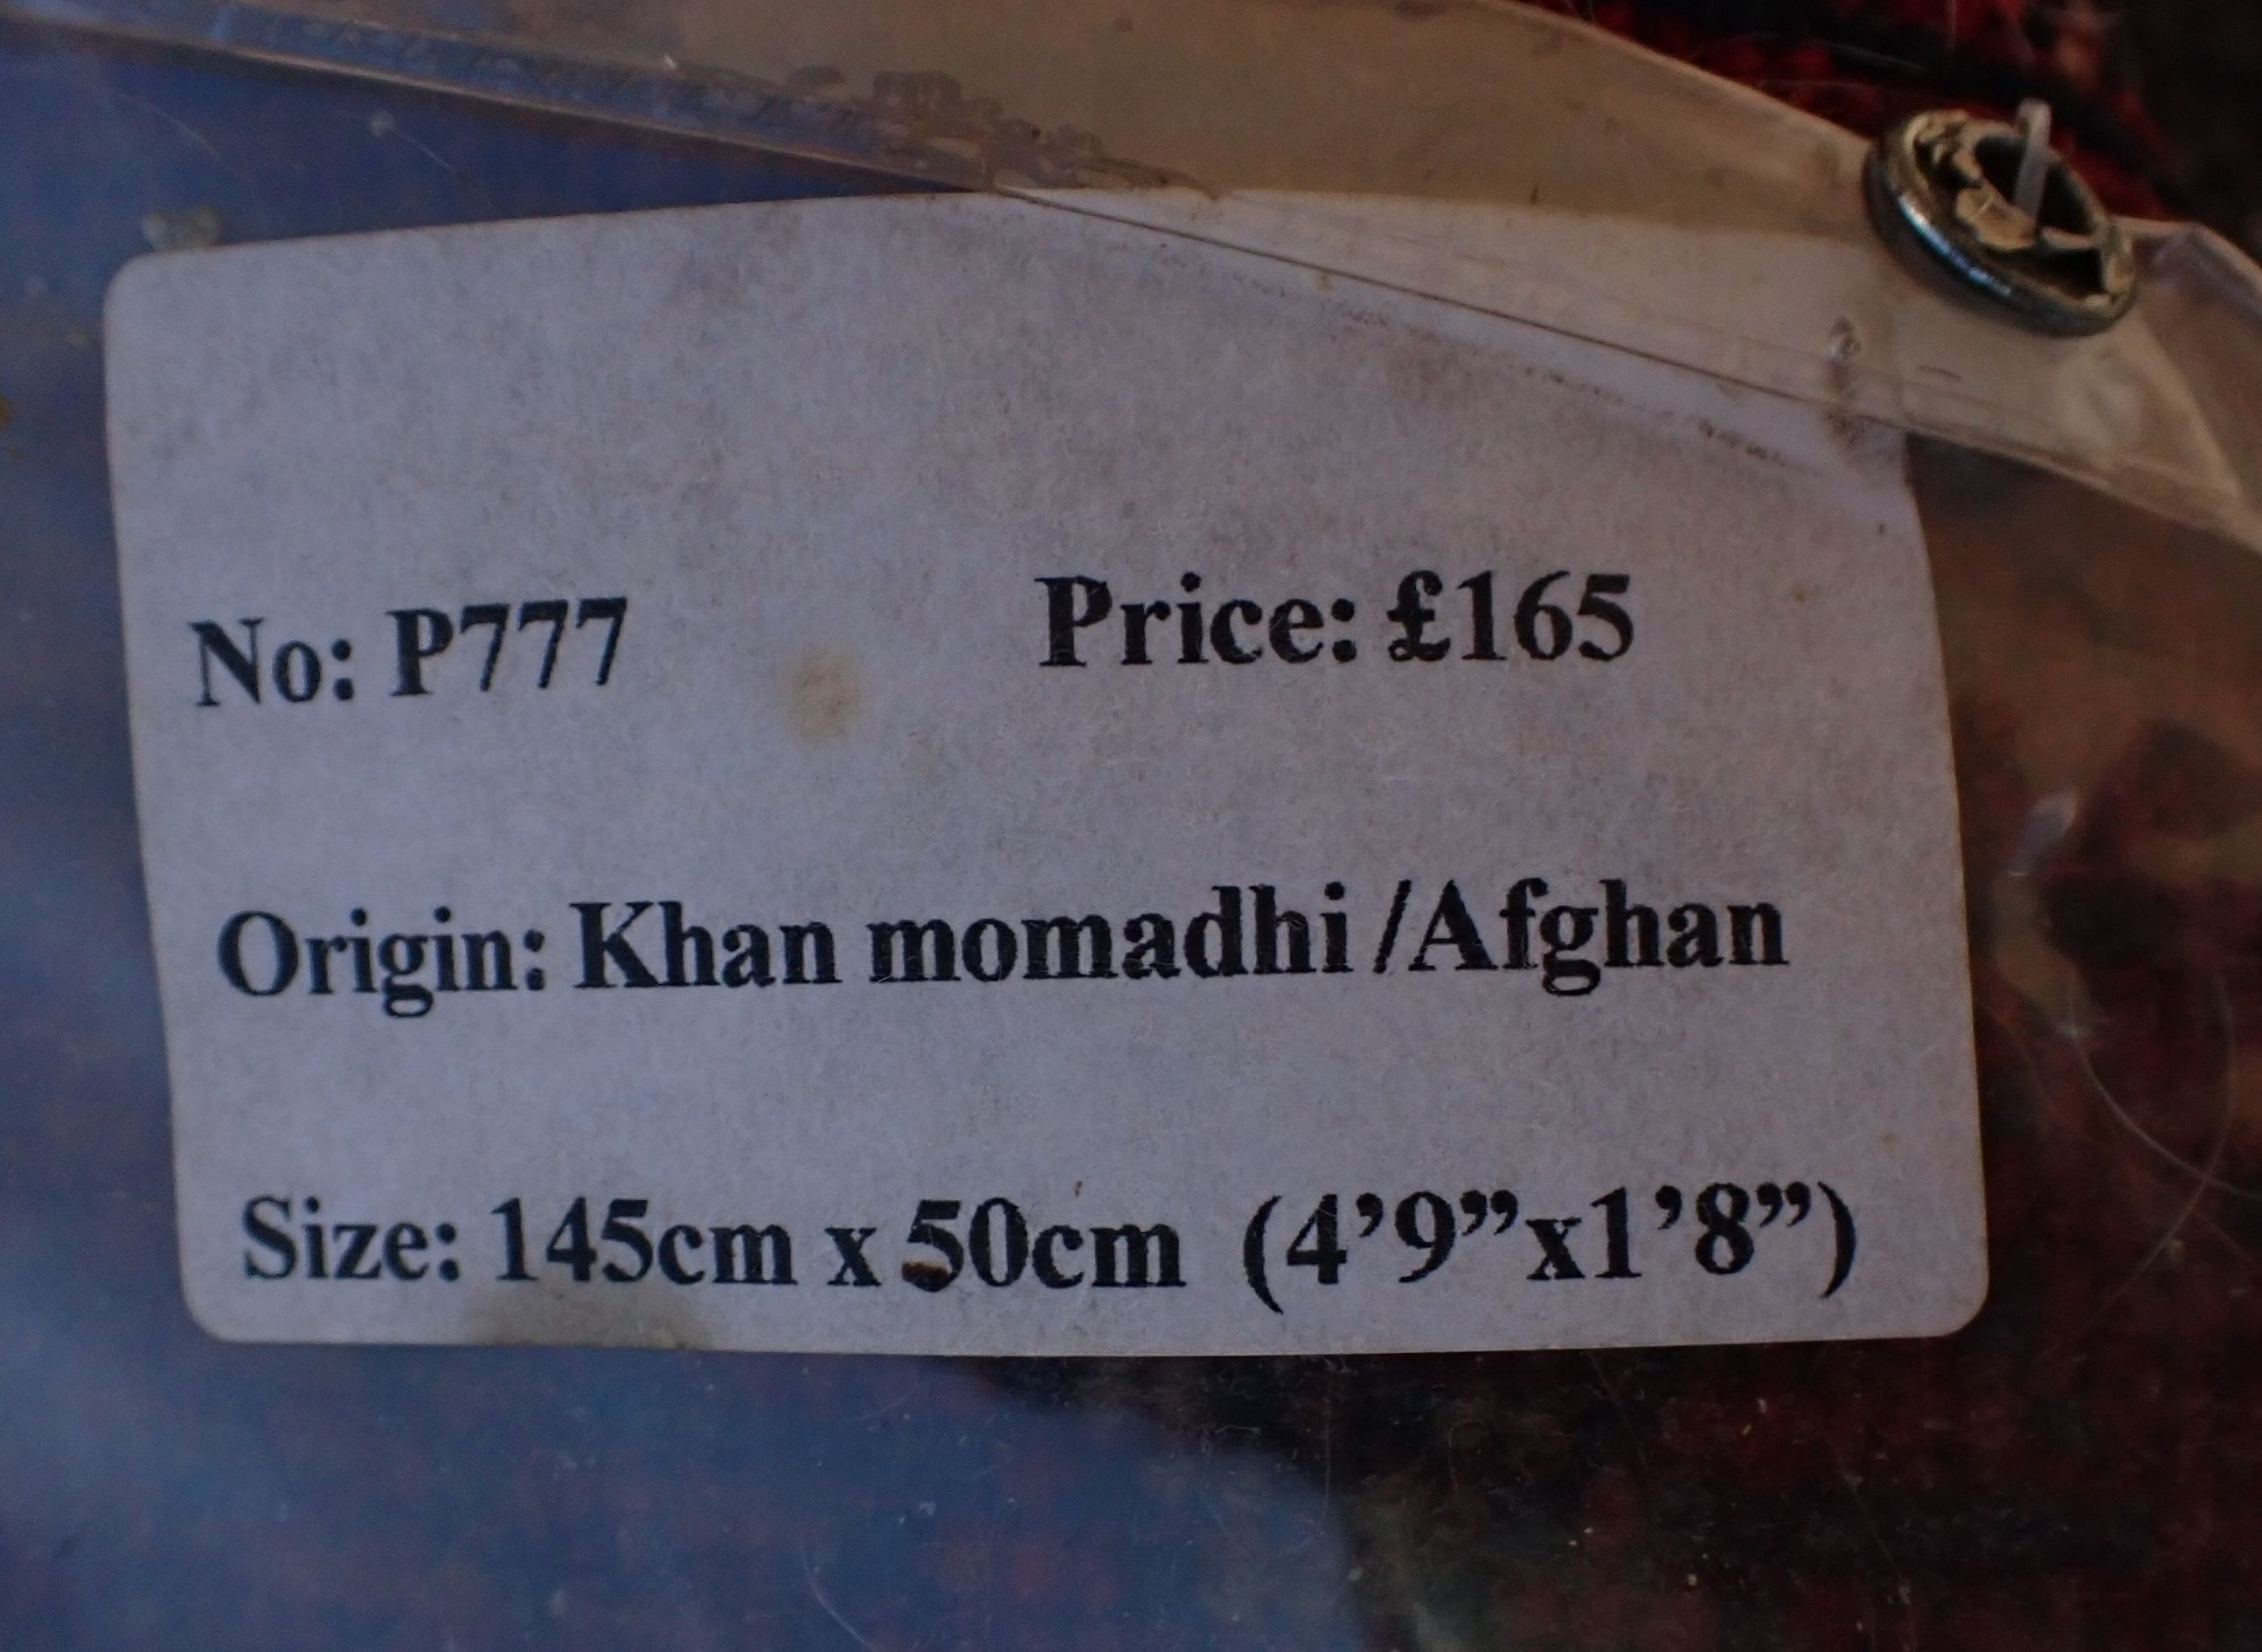 No: P777 Price: £165
Origin: Khan momadhi /Afghan
Size: 145cm x 50cm (4’9”x1’8”)